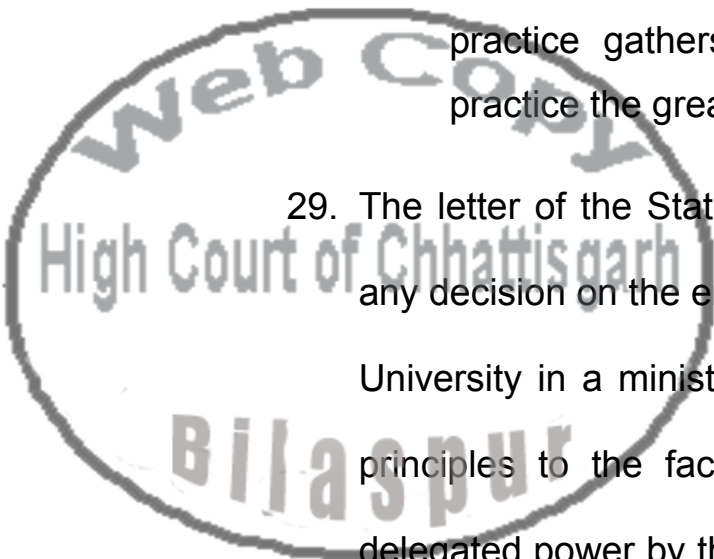 practice gathers
practice the grea
29. The letter of the Stat
any decision on the e
University in a minist
principles to the fac
delegated power by th
Web Copy
High Court of Chhattisgarh
Bilaspur